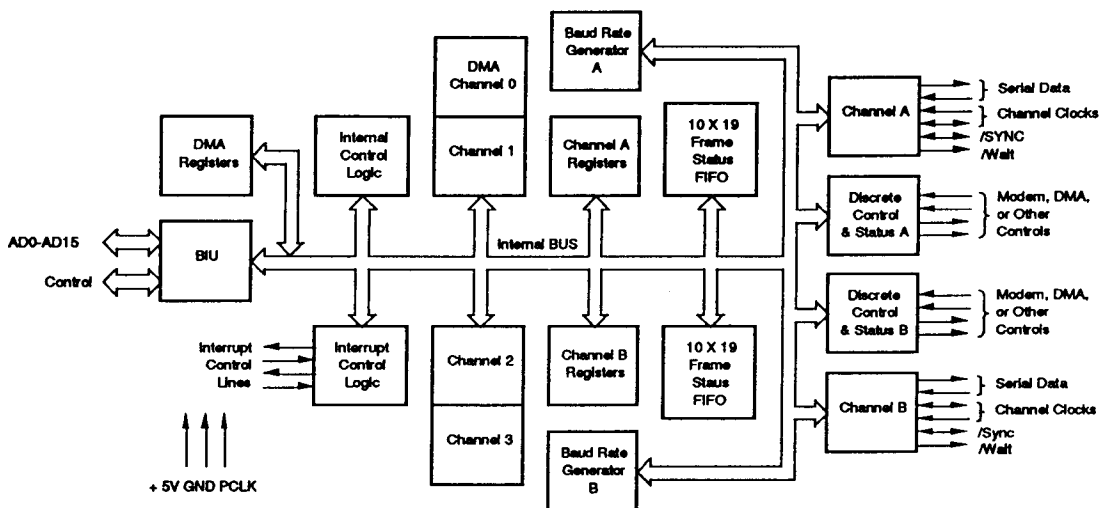 Baud Rate
Generator
A
DMA
Channel 0
Channel 1
DMA
Registers
Internal
Control
Logic
Channel A
Registers
10 X 19
Frame
Status
FIFO
Channel A
Serial Data
Channel Clocks
/SYNC
/Wait
Discrete
Control
& Status A
Modem, DMA,
or Other
Controls
AD0-AD15
Control
BIU
Internal BUS
Discrete
Control
& Status B
Modem, DMA,
or Other
Controls
Interrupt
Control
Lines
Interrupt
Control
Logic
Channel 2
Channel 3
Channel B
Registers
10 X 19
Frame
Staus
FIFO
Channel B
Serial Data
Channel Clocks
/Sync
/Wait
Baud Rate
Generator
B
+ 5V GND PCLK